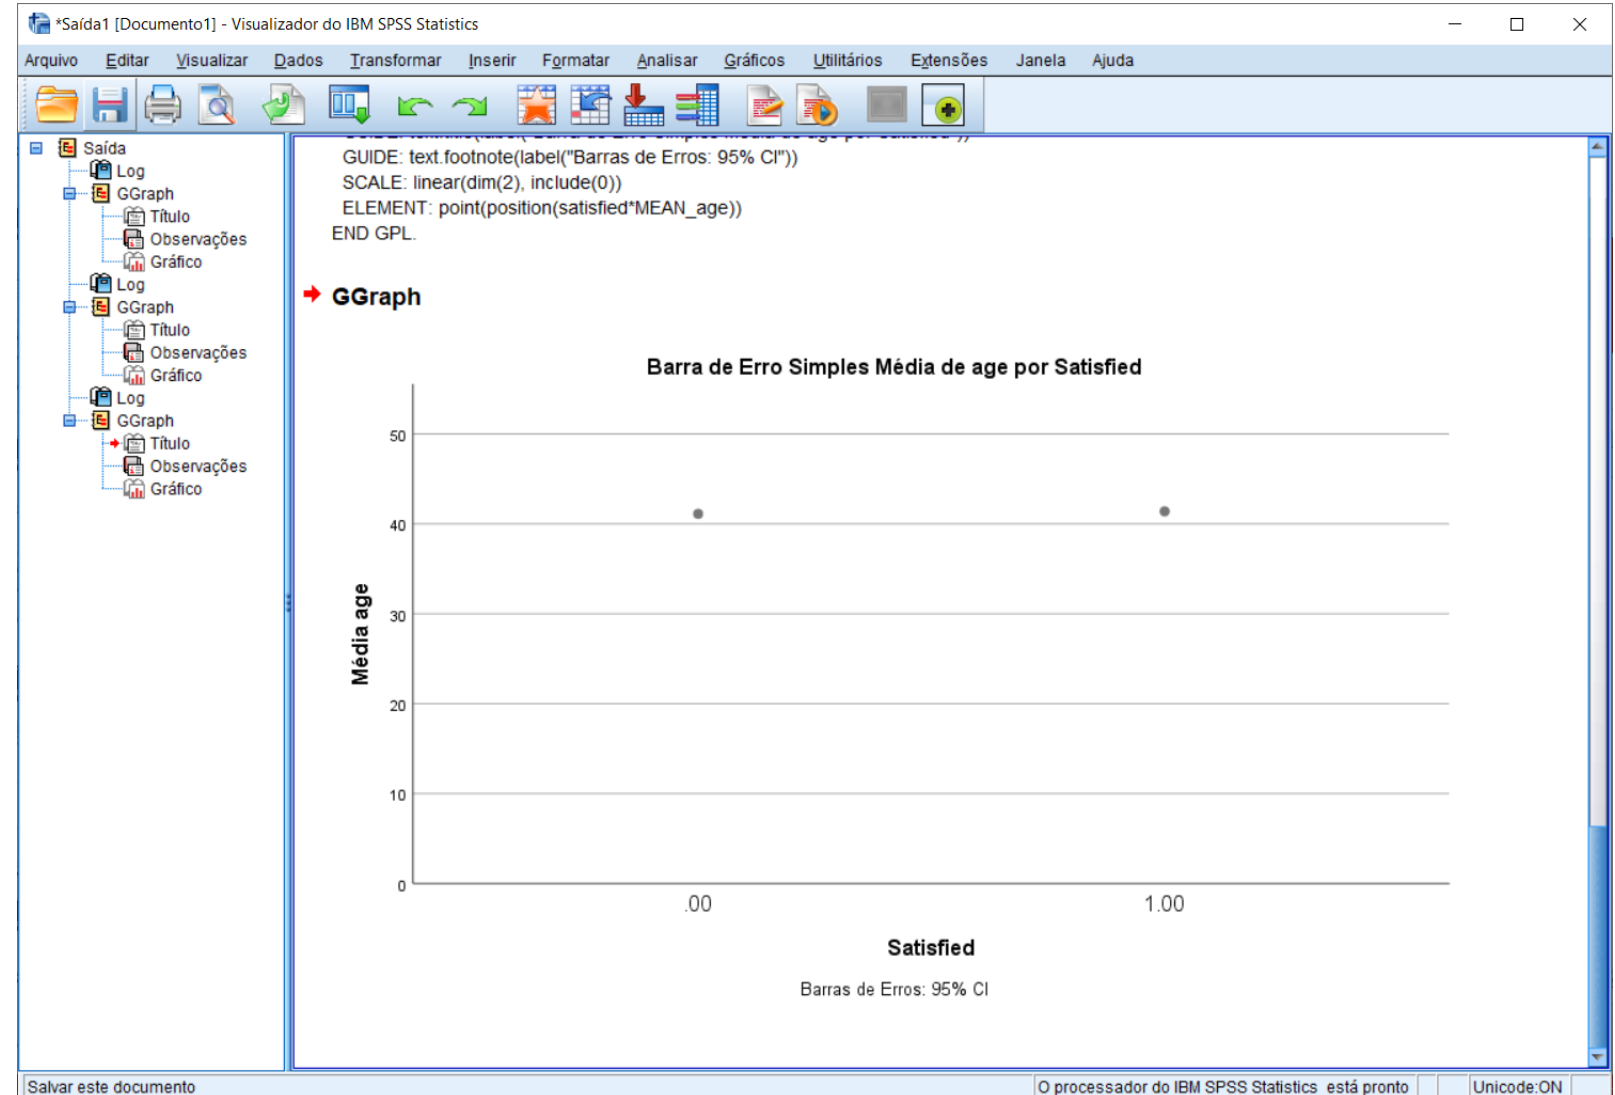 *Saída1 [Documento1] - Visualizador do IBM SPSS Statistics
Arquivo Editar Visualizar Dados Transformar Inserir Formatar Analisar Gráficos Utilitários Extensões Janela Ajuda
Saída
Log
GGraph
Título
Observações
Gráfico
Log
GGraph
Título
Observações
Gráfico
Log
GGraph
Título
Observações
Gráfico
GUIDE: text.footnote(label("Barras de Erros: 95% CI"))
SCALE: linear(dim(2), include(0))
ELEMENT: point(position(satisfied*MEAN_age))
END GPL.
GGraph
Barra de Erro Simples Média de age por Satisfied
Média age
50
40
30
20
10
0
.00 1.00
Satisfied
Barras de Erros: 95% CI
Salvar este documento
O processador do IBM SPSS Statistics está pronto
Unicode:ON